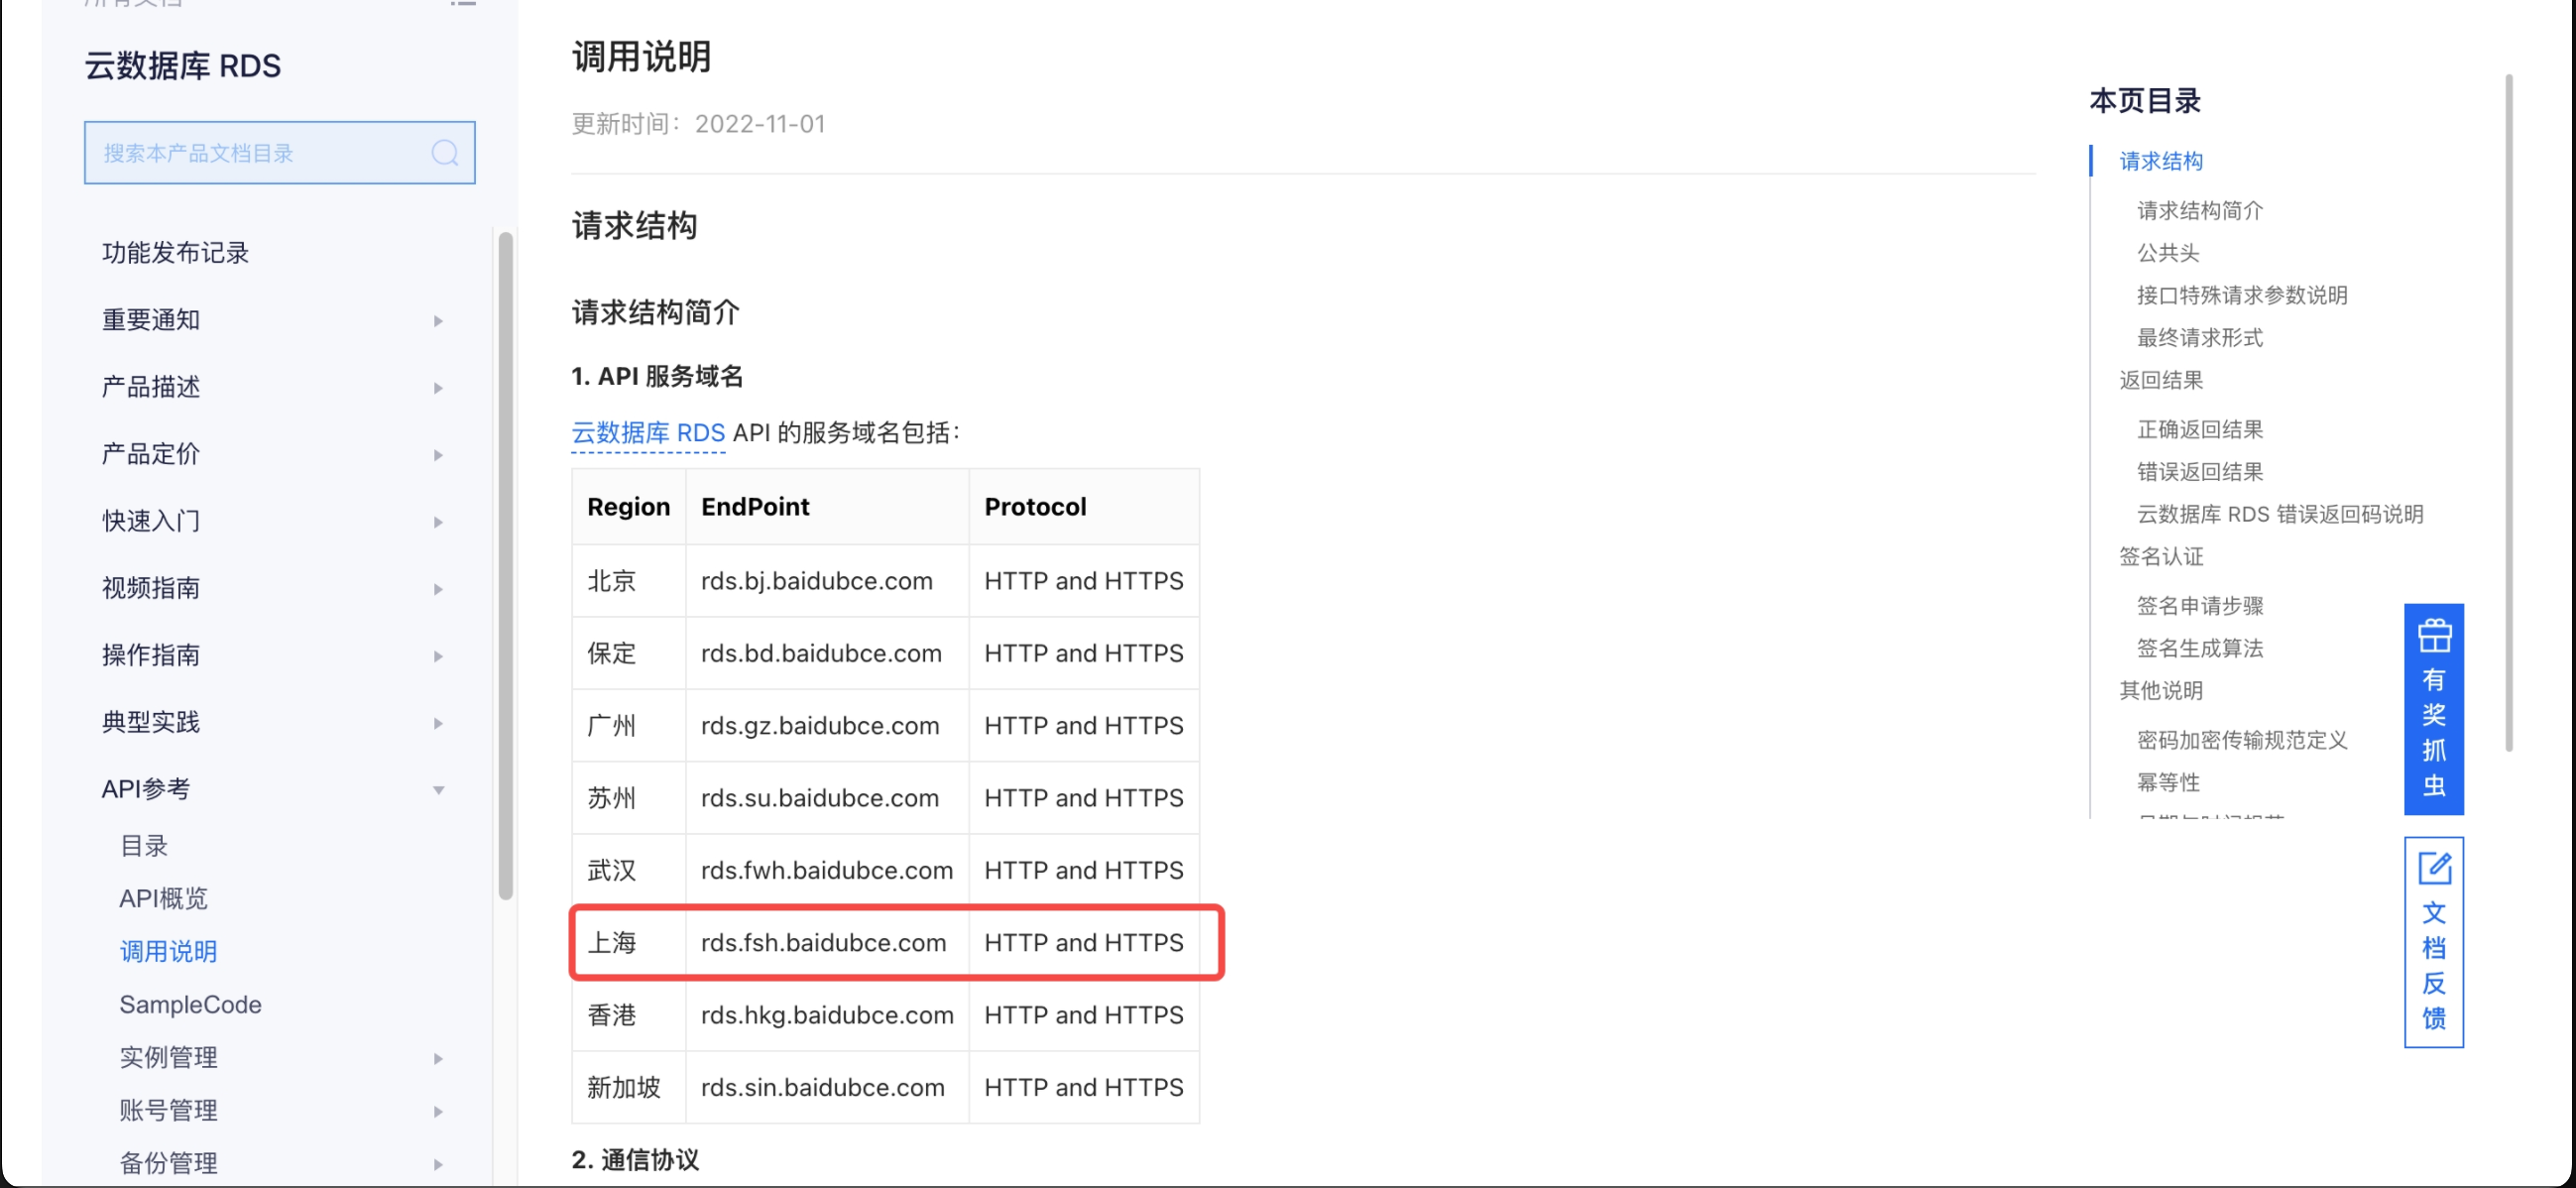 云数据库 RDS
搜索本产品文档目录
功能发布记录
重要通知
产品描述
产品定价
快速入门
视频指南
操作指南
典型实践
API参考
目录
API概览
调用说明
SampleCode
实例管理
账号管理
备份管理
调用说明
更新时间：2022-11-01
请求结构
请求结构简介
1. API 服务域名
云数据库 RDS API 的服务域名包括：
Region EndPoint Protocol
北京 rds.bj.baidubce.com HTTP and HTTPS
保定 rds.bd.baidubce.com HTTP and HTTPS
广州 rds.gz.baidubce.com HTTP and HTTPS
苏州 rds.su.baidubce.com HTTP and HTTPS
武汉 rds.fwh.baidubce.com HTTP and HTTPS
上海 rds.fsh.baidubce.com HTTP and HTTPS
香港 rds.hkg.baidubce.com HTTP and HTTPS
新加坡 rds.sin.baidubce.com HTTP and HTTPS
2. 通信协议
本页目录
请求结构
请求结构简介
公共头
接口特殊请求参数说明
最终请求形式
返回结果
正确返回结果
错误返回结果
云数据库 RDS 错误返回码说明
签名认证
签名申请步骤
签名生成算法
其他说明
密码加密传输规范定义
幂等性
有奖抓虫
文档反馈